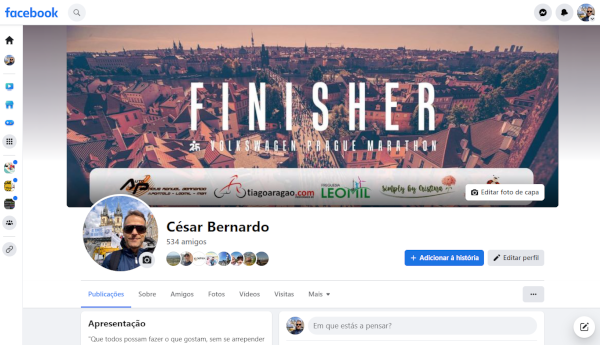 facebook
FINISHER
VOLKSWAGEN PRAGUE MARATHON
tiagoaragao.com
FREGUESIA
LEOMIL
simply by Cristina
Editar foto de capa
César Bernardo
534 amigos
+ Adicionar à história
Editar perfil
Publicações
Sobre
Amigos
Fotos
Vídeos
Visitas
Mais
Apresentação
"Que todos possam fazer o que gostam, sem se arrepender
Em que estás a pensar?